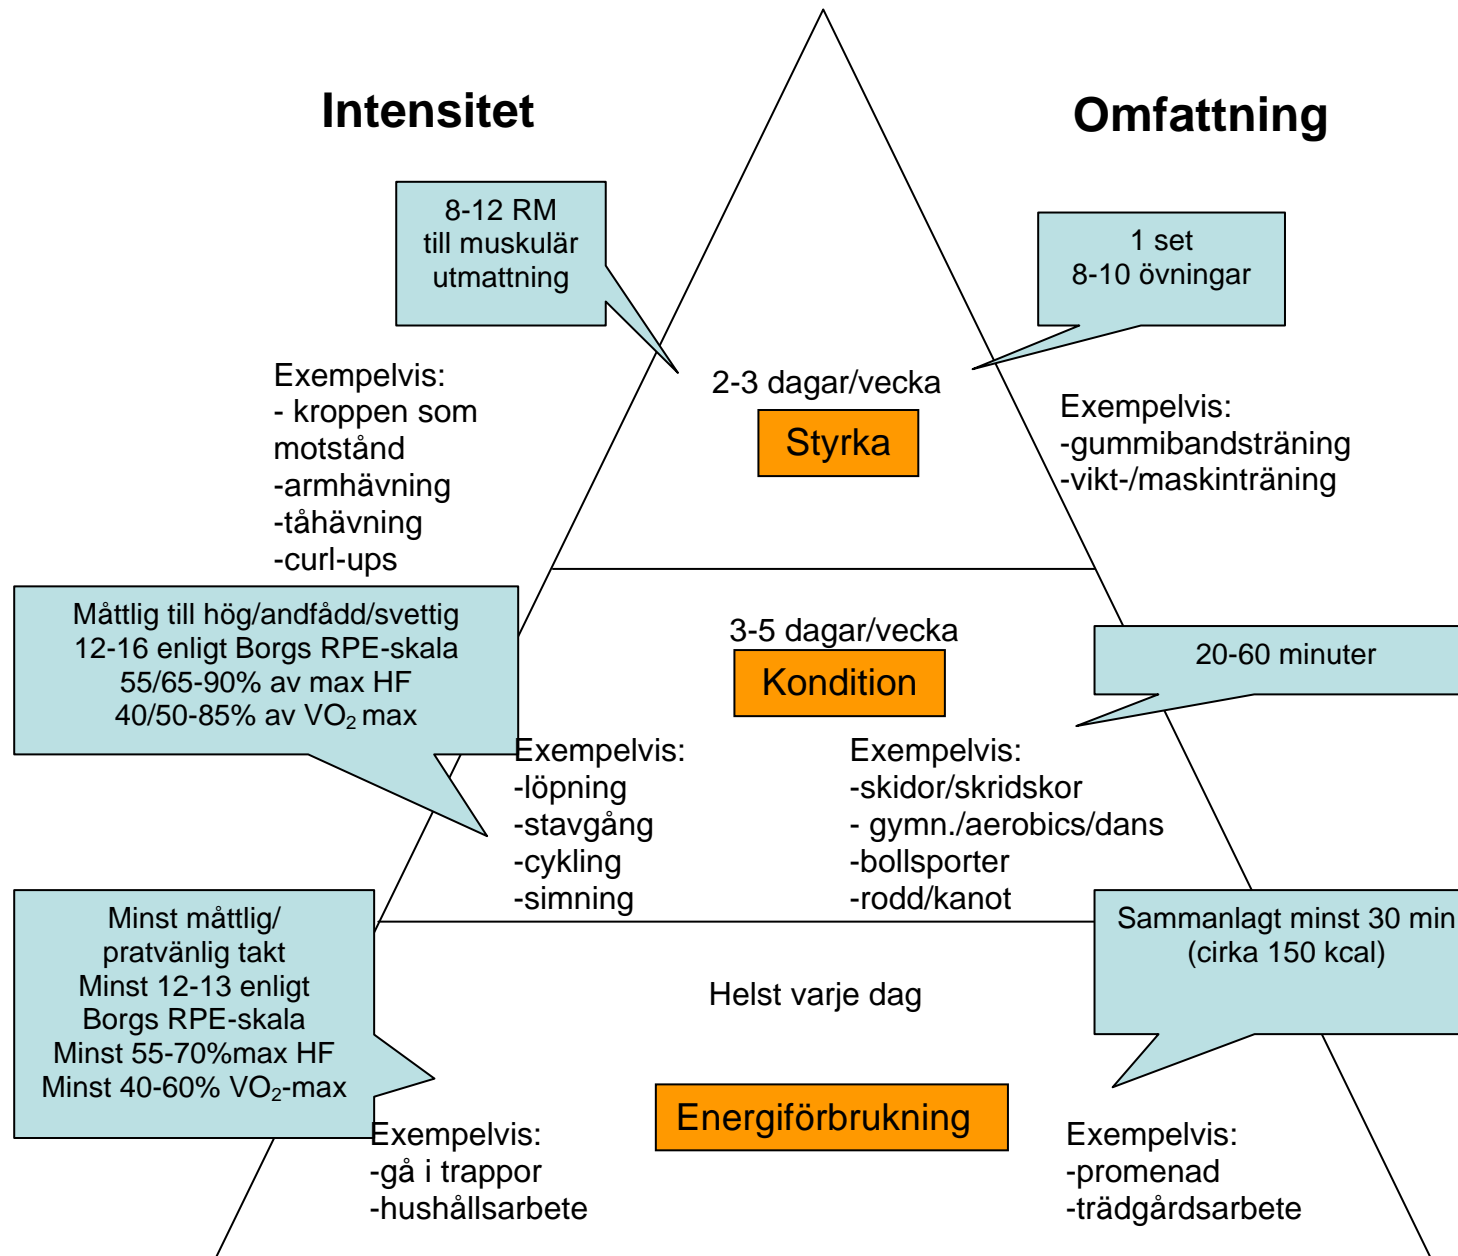 Intensitet
Omfattning
8-12 RM
till muskulär
utmattning
1 set
8-10 övningar
Exempelvis:
- kroppen som
motstånd
-armhävning
-tåhävning
-curl-ups
2-3 dagar/vecka
Styrka
Exempelvis:
-gummibandsträning
-vikt-/maskinträning
Måttlig till hög/andfådd/svettig
12-16 enligt Borgs RPE-skala
55/65-90% av max HF
40/50-85% av VO₂ max
3-5 dagar/vecka
Kondition
20-60 minuter
Exempelvis:
-löpning
-stavgång
-cykling
-simning
Exempelvis:
-skidor/skridskor
- gymn./aerobics/dans
-bollsporter
-rodd/kanot
Minst måttlig/
pratvänlig takt
Minst 12-13 enligt
Borgs RPE-skala
Minst 55-70%max HF
Minst 40-60% VO₂-max
Helst varje dag
Energiförbrukning
Sammanlagt minst 30 min
(cirka 150 kcal)
Exempelvis:
-gå i trappor
-hushållsarbete
Exempelvis:
-promenad
-trädgårdsarbete